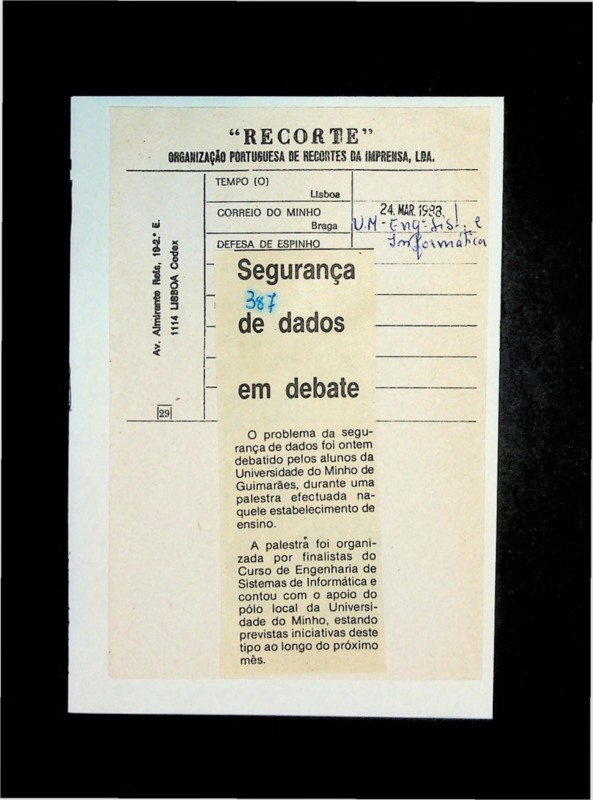 "RECORTE"
ORGANIZAÇÃO PORTUGUESA DE RECORTES DA IMPRENSA, LDA.
Av. Almirante Reis, 19-2.º E.
1114 LISBOA Codex
29
TEMPO (O)
Lisboa
CORREIO DO MINHO
Braga
24. MAR. 1988
U.M-Eng: Sis. e
Informática
DEFESA DE ESPINHO
Segurança
387
de dados
em debate
O problema da segu-
rança de dados foi ontem
debatido pelos alunos da
Universidade do Minho de
Guimarães, durante uma
palestra efectuada na-
quele estabelecimento de
ensino.
A palestra foi organi-
zada por finalistas do
Curso de Engenharia de
Sistemas de Informática e
contou com o apoio do
pólo local da Universi-
dade do Minho, estando
previstas iniciativas deste
tipo ao longo do próximo
mês.